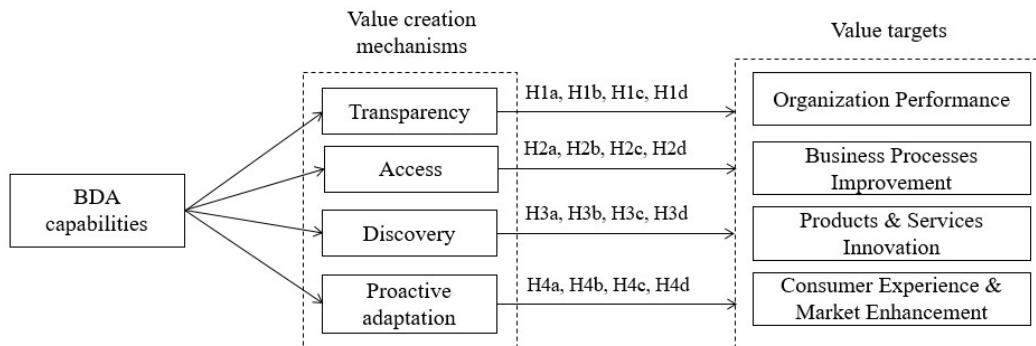 Value creation
mechanisms
Value targets
BDA
capabilities
Transparency
H1a, H1b, H1c, H1d
Organization Performance
Access
H2a, H2b, H2c, H2d
Business Processes
Improvement
Discovery
H3a, H3b, H3c, H3d
Products & Services
Innovation
Proactive
adaptation
H4a, H4b, H4c, H4d
Consumer Experience &
Market Enhancement